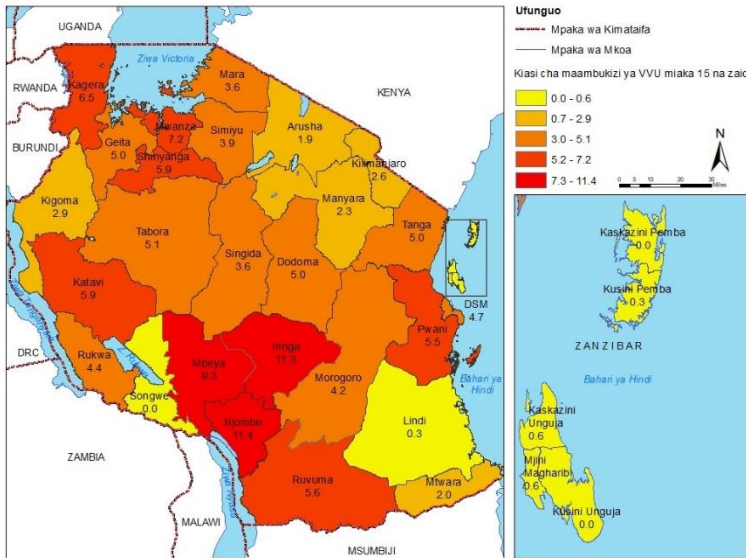 UGANDA
Ziwa Victoria
RWANDA
BURUNDI
KENYA
Kagera
6.5
Mara
3.6
Mwanza
7.2
Simiyu
3.9
Geita
5.0
Shinyanga
5.9
Arusha
1.9
Kilimanjaro
2.6
Kigoma
2.9
Manyara
2.3
Tabora
5.1
Singida
3.6
Dodoma
5.0
Tanga
5.0
Katavi
5.9
DSM
4.7
Pwani
5.5
Ziwa Tanganyika
DRC
Rukwa
4.4
Z. Rukwa
Mbeya
Iringa
11.3
Morogoro
4.2
Bahari ya
Hindi
Songwe
0.0
Njombe
11.4
Lindi
0.3
ZAMBIA
Ziwa Nyasa
Ruvuma
5.6
Mtwara
2.0
MALAWI
MSUMBIJI
Ufunguo
Mpaka wa Kimataifa
Mpaka wa Mkoa
Kiasi cha maambukizi ya VVU miaka 15 na zaid
0.0 - 0.6
0.7 - 2.9
3.0 - 5.1
5.2 - 7.2
7.3 - 11.4
N
0 5 10 20 30
Miles
Kaskazini Pemba
0.0
Kusini Pemba
0.3
ZANZIBAR
Bahari ya Hindi
Kaskazini
Unguja
0.6
Mjini
Magharibi
0.6
Kusini Unguja
0.0